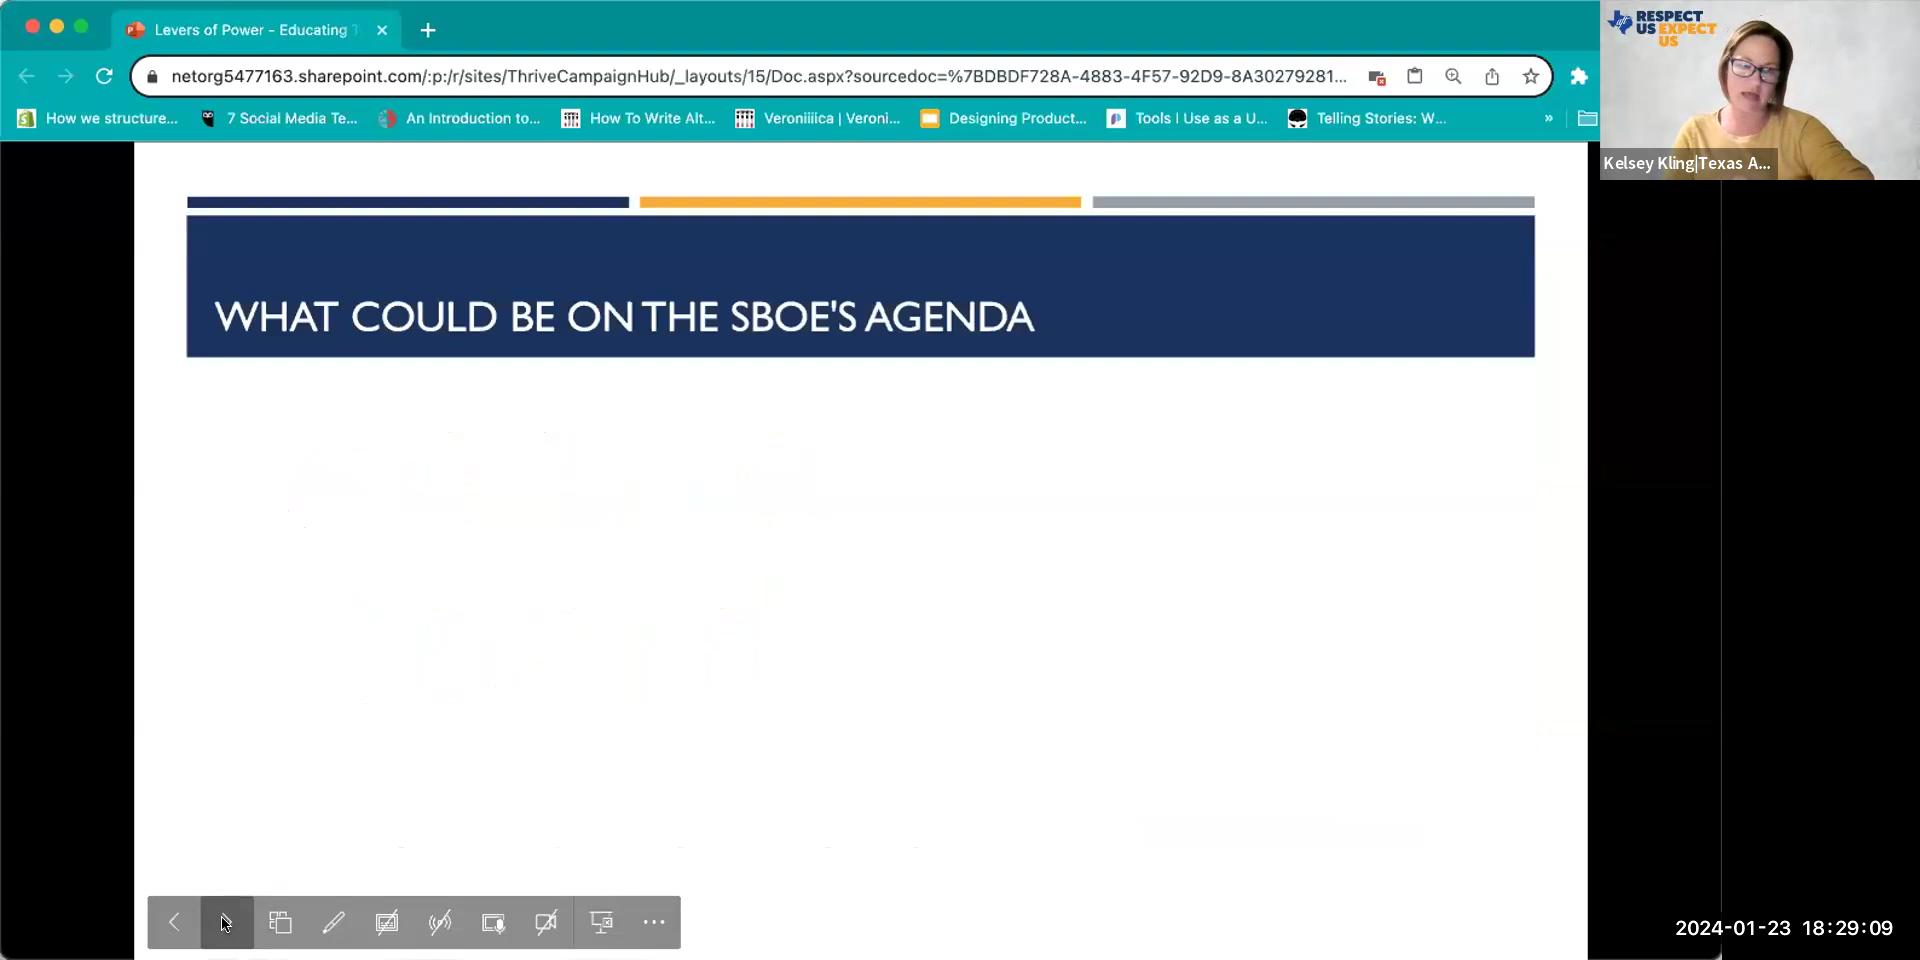 Levers of Power - Educating T
netorg5477163.sharepoint.com/:p:/r/sites/ThriveCampaignHub/_layouts/15/Doc.aspx?sourcedoc=%7BDBDF728A-4883-4F57-92D9-8A30279281...
How we structure...
7 Social Media Te...
An Introduction to...
How To Write Alt...
Veroniiiica | Veroni...
Designing Product...
Tools I Use as a U...
Telling Stories: W...
RESPECT
US EXPECT
US
Kelsey Kling|Texas A...
WHAT COULD BE ON THE SBOE'S AGENDA
2024-01-23 18:29:09